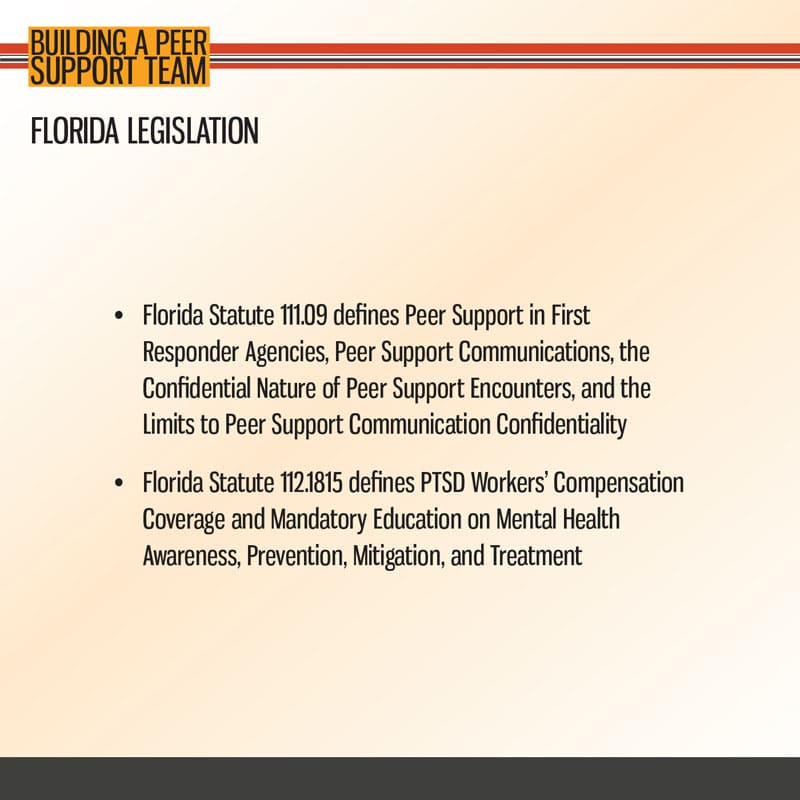 BUILDING A PEER
SUPPORT TEAM
FLORIDA LEGISLATION
• Florida Statute 111.09 defines Peer Support in First
Responder Agencies, Peer Support Communications, the
Confidential Nature of Peer Support Encounters, and the
Limits to Peer Support Communication Confidentiality
• Florida Statute 112.1815 defines PTSD Workers’ Compensation
Coverage and Mandatory Education on Mental Health
Awareness, Prevention, Mitigation, and Treatment